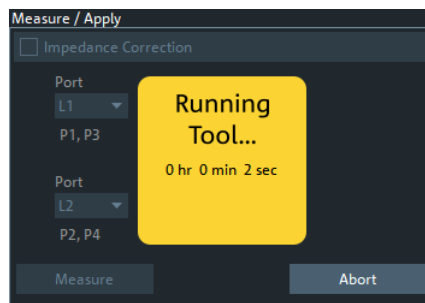 Measure / Apply
Impedance Correction
Port
L1
P1, P3
Running
Tool...
0 hr 0 min 2 sec
Port
L2
P2, P4
Measure
Abort